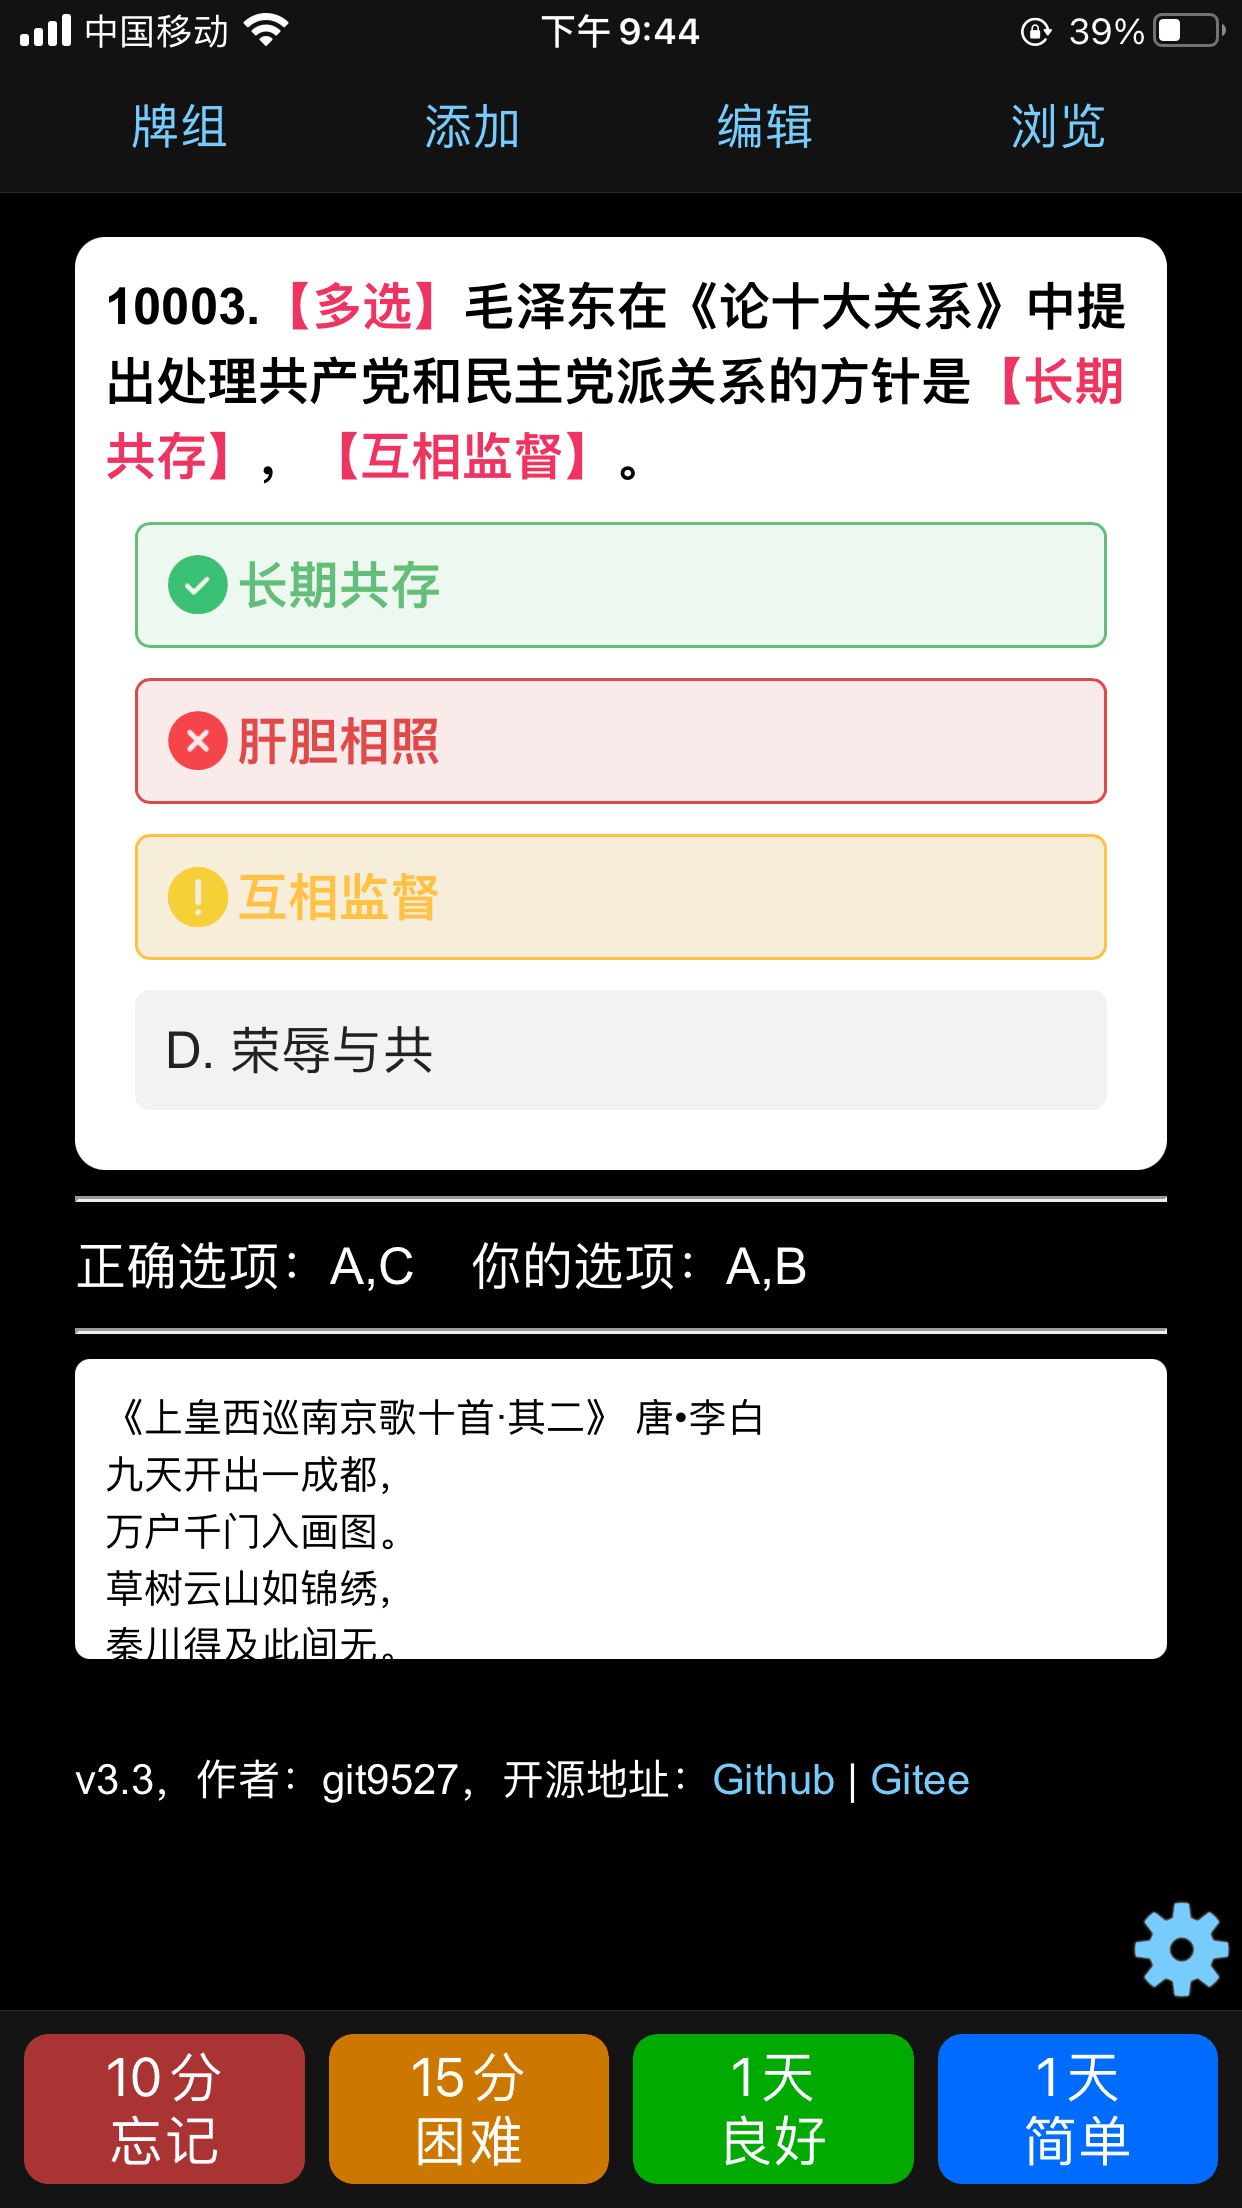 中国移动 下午 9:44 39%
牌组 添加 编辑 浏览
10003.【多选】毛泽东在《论十大关系》中提
出处理共产党和民主党派关系的方针是【长期
共存】，【互相监督】。
长期共存
肝胆相照
互相监督
D. 荣辱与共
正确选项：A,C 你的选项：A,B
《上皇西巡南京歌十首·其二》 唐•李白
九天开出一成都，
万户千门入画图。
草树云山如锦绣，
秦川得及此间无。
v3.3，作者：git9527，开源地址：Github | Gitee
10分 15分 1天 1天
忘记 困难 良好 简单